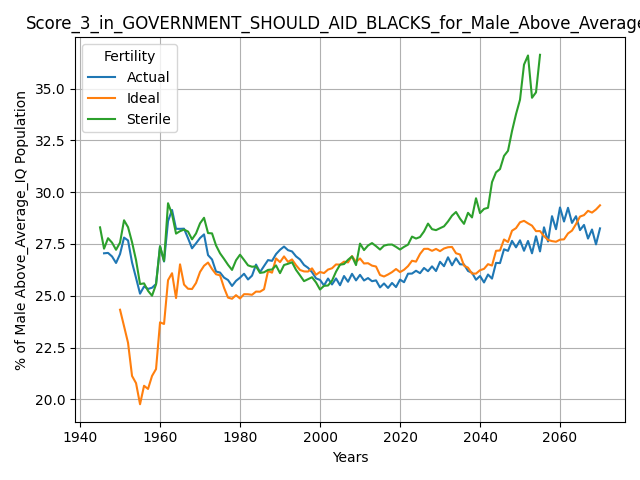 Score_3_in_GOVERNMENT_SHOULD_AID_BLACKS_for_Male_Above_Average
Fertility
Actual
Ideal
Sterile
% of Male Above_Average_IQ Population
35.0
32.5
30.0
27.5
25.0
22.5
20.0
1940 1960 1980 2000 2020 2040 2060
Years